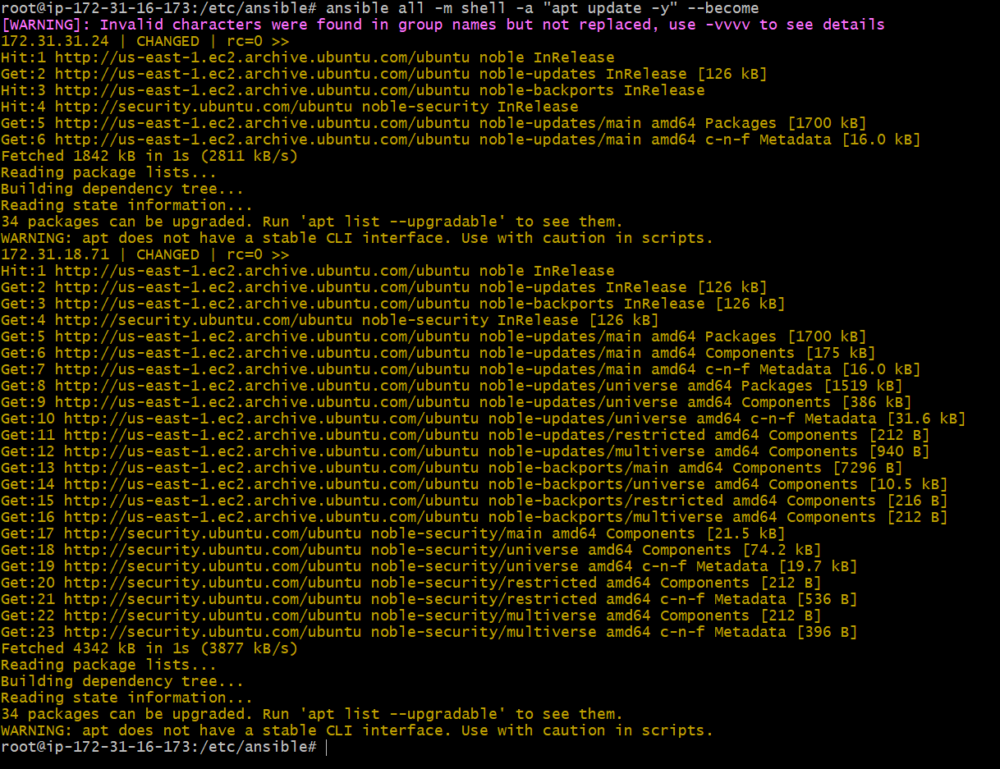 root@ip-172-31-16-173:/etc/ansible# ansible all -m shell -a "apt update -y" --become
[WARNING]: Invalid characters were found in group names but not replaced, use -vvvv to see details
172.31.31.24 | CHANGED | rc=0 >>
Hit:1 http://us-east-1.ec2.archive.ubuntu.com/ubuntu noble InRelease
Get:2 http://us-east-1.ec2.archive.ubuntu.com/ubuntu noble-updates InRelease [126 kB]
Hit:3 http://us-east-1.ec2.archive.ubuntu.com/ubuntu noble-backports InRelease
Hit:4 http://security.ubuntu.com/ubuntu noble-security InRelease
Get:5 http://us-east-1.ec2.archive.ubuntu.com/ubuntu noble-updates/main amd64 Packages [1700 kB]
Get:6 http://us-east-1.ec2.archive.ubuntu.com/ubuntu noble-updates/main amd64 c-n-f Metadata [16.0 kB]
Fetched 1842 kB in 1s (2811 kB/s)
Reading package lists...
Building dependency tree...
Reading state information...
34 packages can be upgraded. Run 'apt list --upgradable' to see them.
WARNING: apt does not have a stable CLI interface. Use with caution in scripts.
172.31.18.71 | CHANGED | rc=0 >>
Hit:1 http://us-east-1.ec2.archive.ubuntu.com/ubuntu noble InRelease
Get:2 http://us-east-1.ec2.archive.ubuntu.com/ubuntu noble-updates InRelease [126 kB]
Get:3 http://us-east-1.ec2.archive.ubuntu.com/ubuntu noble-backports InRelease [126 kB]
Get:4 http://security.ubuntu.com/ubuntu noble-security InRelease [126 kB]
Get:5 http://us-east-1.ec2.archive.ubuntu.com/ubuntu noble-updates/main amd64 Packages [1700 kB]
Get:6 http://us-east-1.ec2.archive.ubuntu.com/ubuntu noble-updates/main amd64 Components [175 kB]
Get:7 http://us-east-1.ec2.archive.ubuntu.com/ubuntu noble-updates/main amd64 c-n-f Metadata [16.0 kB]
Get:8 http://us-east-1.ec2.archive.ubuntu.com/ubuntu noble-updates/universe amd64 Packages [1519 kB]
Get:9 http://us-east-1.ec2.archive.ubuntu.com/ubuntu noble-updates/universe amd64 Components [386 kB]
Get:10 http://us-east-1.ec2.archive.ubuntu.com/ubuntu noble-updates/universe amd64 c-n-f Metadata [31.6 kB]
Get:11 http://us-east-1.ec2.archive.ubuntu.com/ubuntu noble-updates/restricted amd64 Components [212 B]
Get:12 http://us-east-1.ec2.archive.ubuntu.com/ubuntu noble-updates/multiverse amd64 Components [940 B]
Get:13 http://us-east-1.ec2.archive.ubuntu.com/ubuntu noble-backports/main amd64 Components [7296 B]
Get:14 http://us-east-1.ec2.archive.ubuntu.com/ubuntu noble-backports/universe amd64 Components [10.5 kB]
Get:15 http://us-east-1.ec2.archive.ubuntu.com/ubuntu noble-backports/restricted amd64 Components [216 B]
Get:16 http://us-east-1.ec2.archive.ubuntu.com/ubuntu noble-backports/multiverse amd64 Components [212 B]
Get:17 http://security.ubuntu.com/ubuntu noble-security/main amd64 Components [21.5 kB]
Get:18 http://security.ubuntu.com/ubuntu noble-security/universe amd64 Components [74.2 kB]
Get:19 http://security.ubuntu.com/ubuntu noble-security/universe amd64 c-n-f Metadata [19.7 kB]
Get:20 http://security.ubuntu.com/ubuntu noble-security/restricted amd64 Components [212 B]
Get:21 http://security.ubuntu.com/ubuntu noble-security/restricted amd64 c-n-f Metadata [536 B]
Get:22 http://security.ubuntu.com/ubuntu noble-security/multiverse amd64 Components [212 B]
Get:23 http://security.ubuntu.com/ubuntu noble-security/multiverse amd64 c-n-f Metadata [396 B]
Fetched 4342 kB in 1s (3877 kB/s)
Reading package lists...
Building dependency tree...
Reading state information...
34 packages can be upgraded. Run 'apt list --upgradable' to see them.
WARNING: apt does not have a stable CLI interface. Use with caution in scripts.
root@ip-172-31-16-173:/etc/ansible#